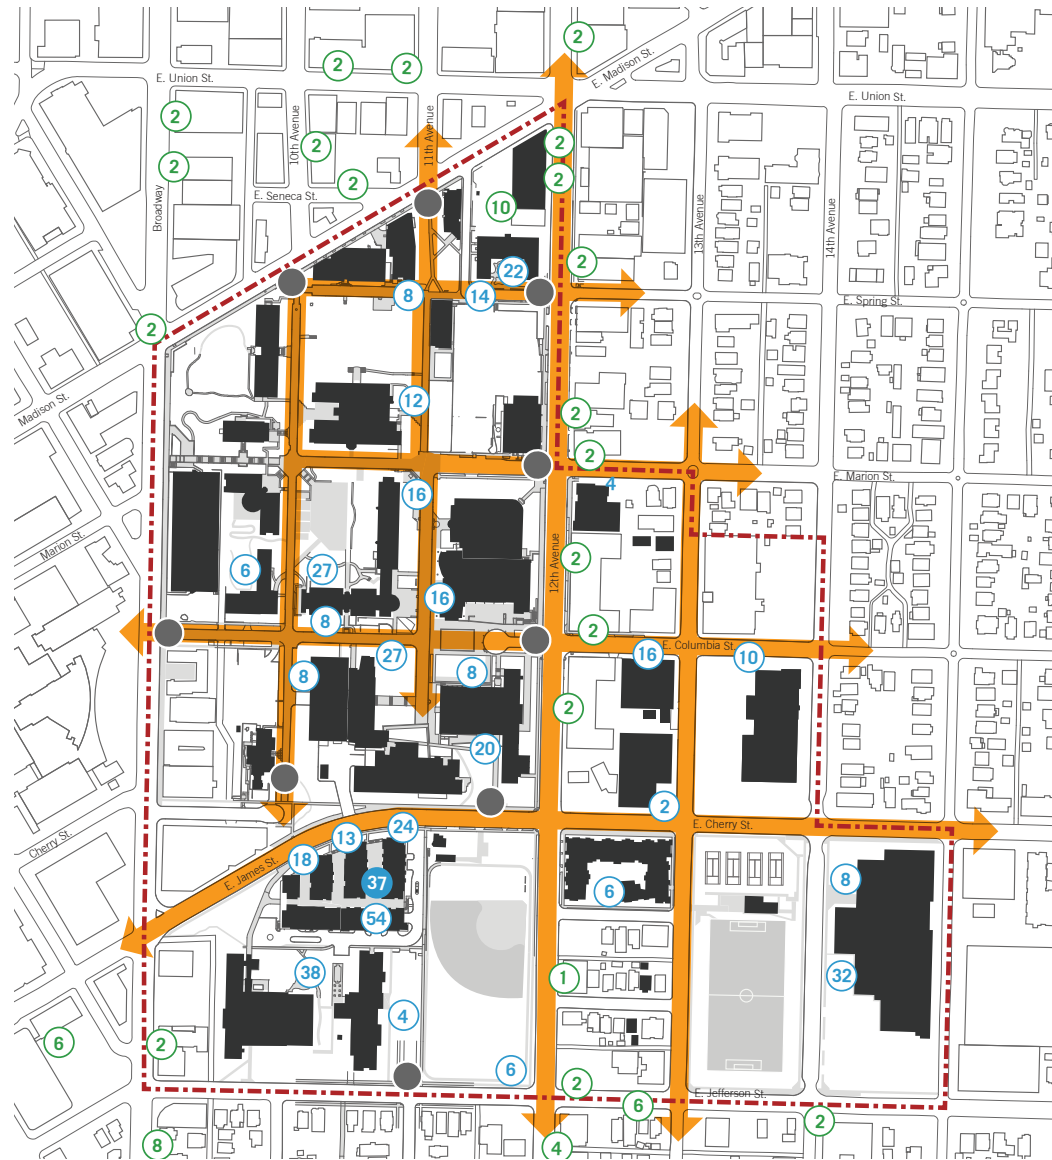 2
E. Madison St.
2
2
E. Union St.
E. Union St.
2
10th Avenue
2
11th Avenue
2
2
2
2
E. Seneca St.
Broadway
10
13th Avenue
14th Avenue
2
22
8
14
E. Spring St.
2
Madison St.
12
2
2
E. Marion St.
4
16
Marion St.
12th Avenue
2
6
27
16
8
2
E. Columbia St.
27
16
10
8
8
2
20
2
E. Cherry St.
24
13
Cherry St.
18
E. James St.
37
6
8
54
38
1
32
4
6
2
6
2
E. Jefferson St.
6
2
8
4